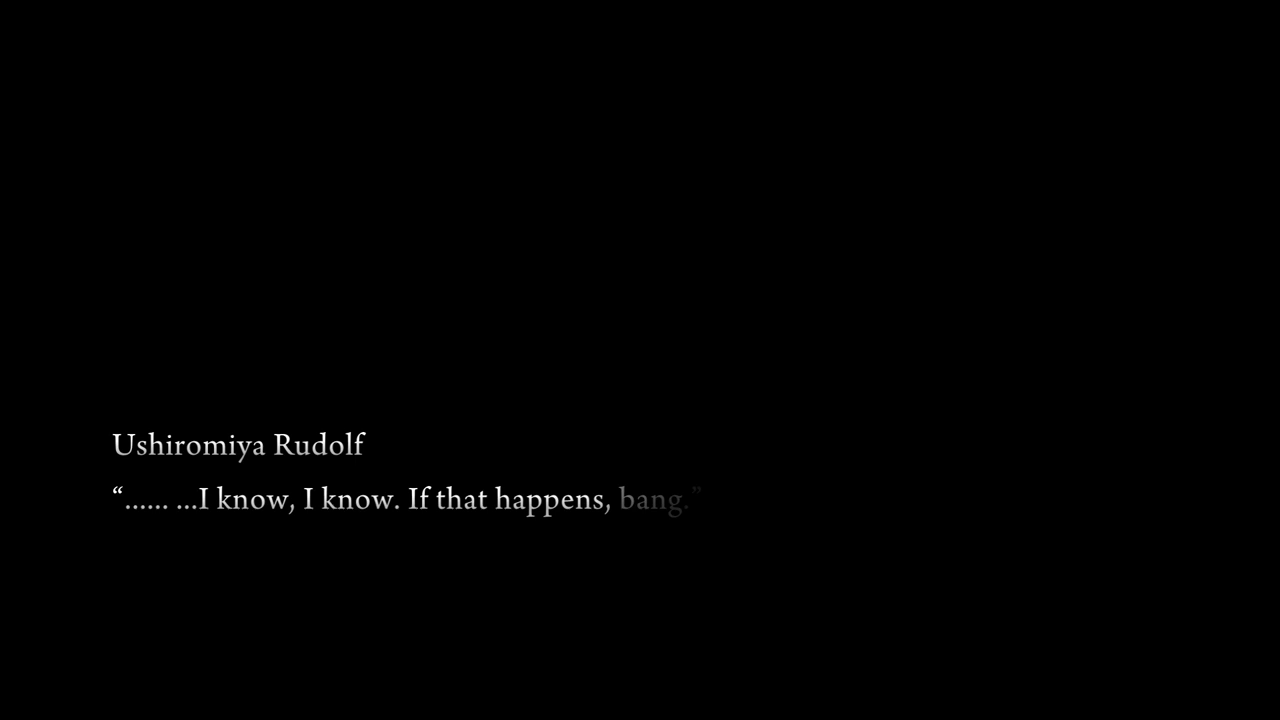 Ushiromiya Rudolf
“...... ...I know, I know. If that happens, bang.”